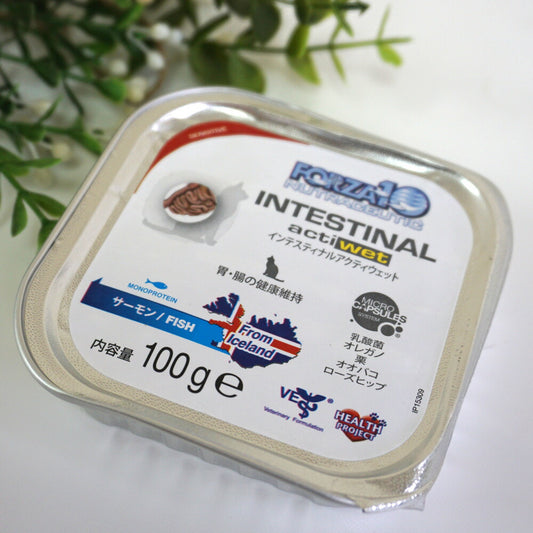 SENSITIVE
FORZA10
NUTRACEUTIC
INTESTINAL
actiwet
インテスティナルアクティウェット
胃・腸の健康維持
MONOPROTEIN
サーモン / FISH
From
Iceland
内容量 100g ℮
MICRO
CAPSULES
SYSTEM
乳酸菌
オレガノ
栗
オオバコ
ローズヒップ
VET
Veterinary Formulation
HEALTH
PROJECT
IP15309